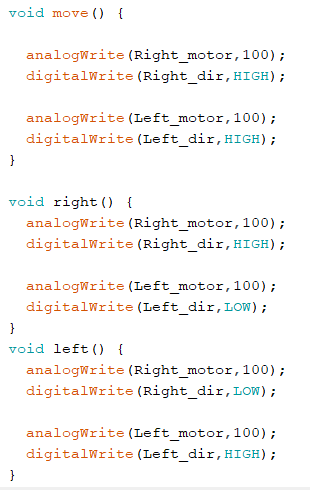 void move() {
analogWrite(Right_motor,100);
digitalWrite(Right_dir,HIGH);
analogWrite(Left_motor,100);
digitalWrite(Left_dir,HIGH);
}
void right() {
analogWrite(Right_motor,100);
digitalWrite(Right_dir,HIGH);
analogWrite(Left_motor,100);
digitalWrite(Left_dir,LOW);
}
void left() {
analogWrite(Right_motor,100);
digitalWrite(Right_dir,LOW);
analogWrite(Left_motor,100);
digitalWrite(Left_dir,HIGH);
}